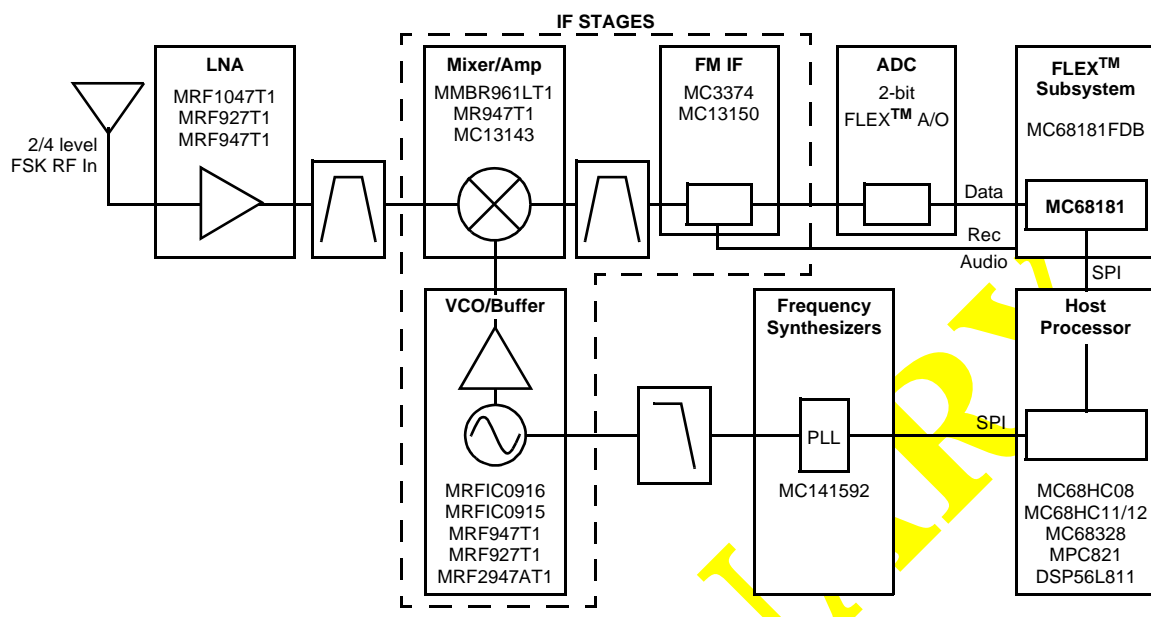 IF STAGES
LNA
MRF1047T1
MRF927T1
MRF947T1
2/4 level
FSK RF In
Mixer/Amp
MMBR961LT1
MR947T1
MC13143
FM IF
MC3374
MC13150
ADC
2-bit
FLEX™ A/O
FLEX™
Subsystem
MC68181FDB
Data
MC68181
Rec
Audio
SPI
VCO/Buffer
MRFIC0916
MRFIC0915
MRF947T1
MRF927T1
MRF2947AT1
Frequency
Synthesizers
PLL
MC141592
SPI
Host
Processor
MC68HC08
MC68HC11/12
MC68328
MPC821
DSP56L811